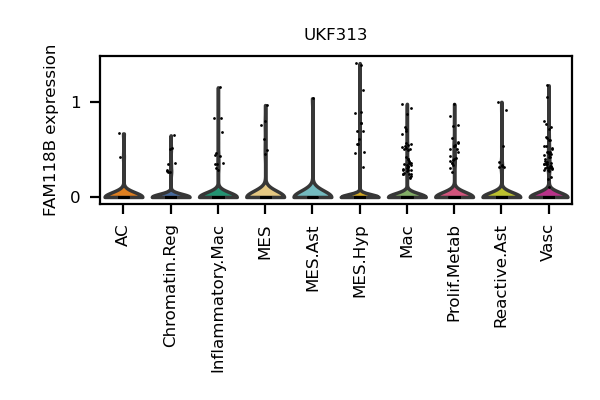 UKF313
FAM118B expression
1
0
AC
Chromatin.Reg
Inflammatory.Mac
MES
MES.Ast
MES.Hyp
Mac
Prolif.Metab
Reactive.Ast
Vasc